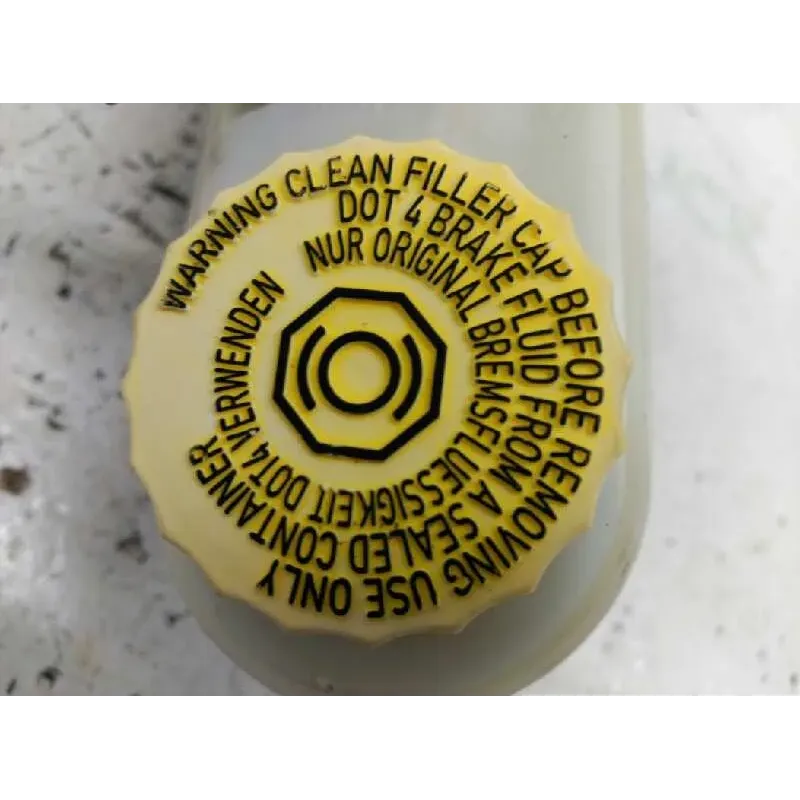 WARNING CLEAN FILLER CAP BEFORE REMOVING USE ONLY
DOT 4 BRAKE FLUID FROM A SEALED CONTAINER
NUR ORIGINAL BREMSFLUESSIGKEIT DOT4 VERWENDEN